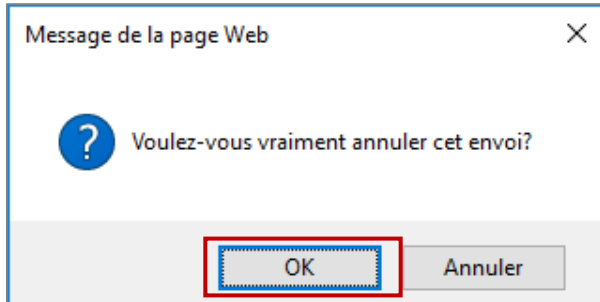 Message de la page Web
Voulez-vous vraiment annuler cet envoi?
OK Annuler